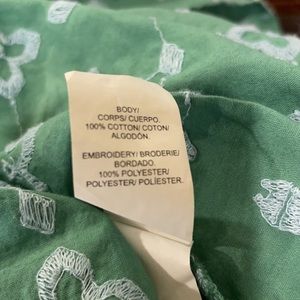 BODY/
CORPS/ CUERPO.
100% COTTON/ COTON/
ALGODÓN.
EMBROIDERY/ BRODERIE/
BORDADO.
100% POLYESTER/
POLYESTER/ POLIÉSTER.